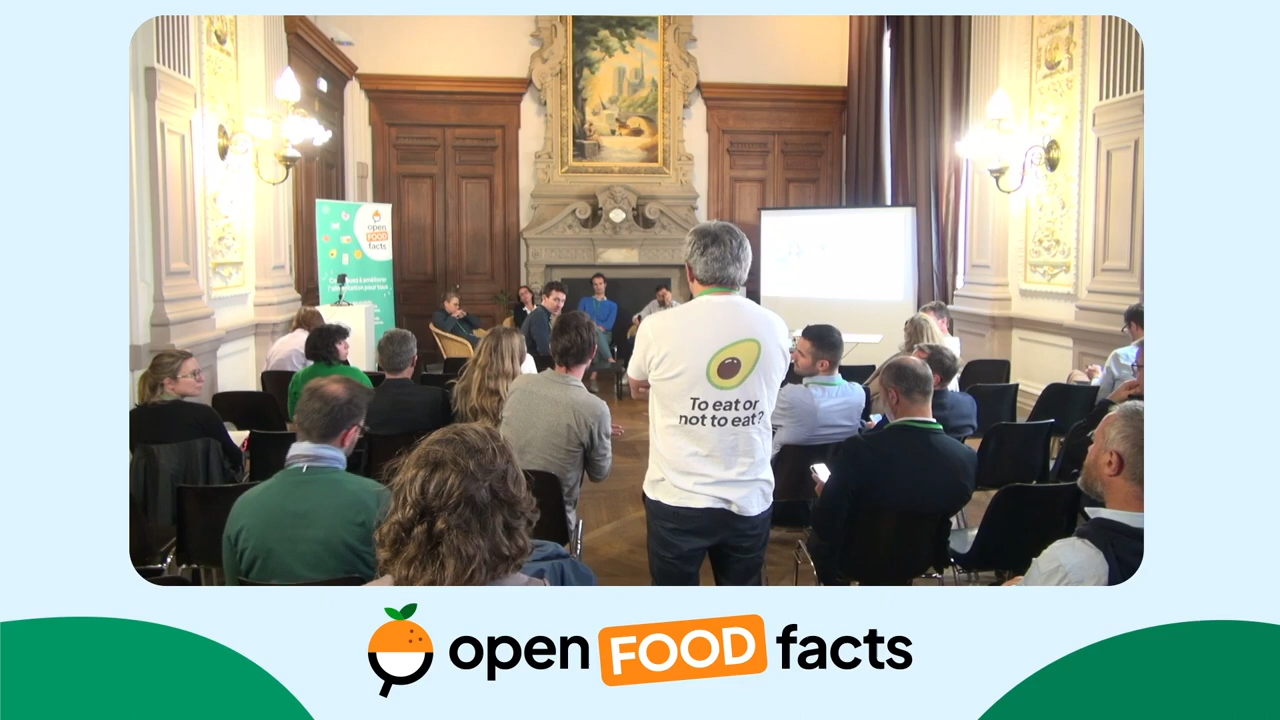 open
FOOD
facts
To eat or
not to eat?
open FOOD facts